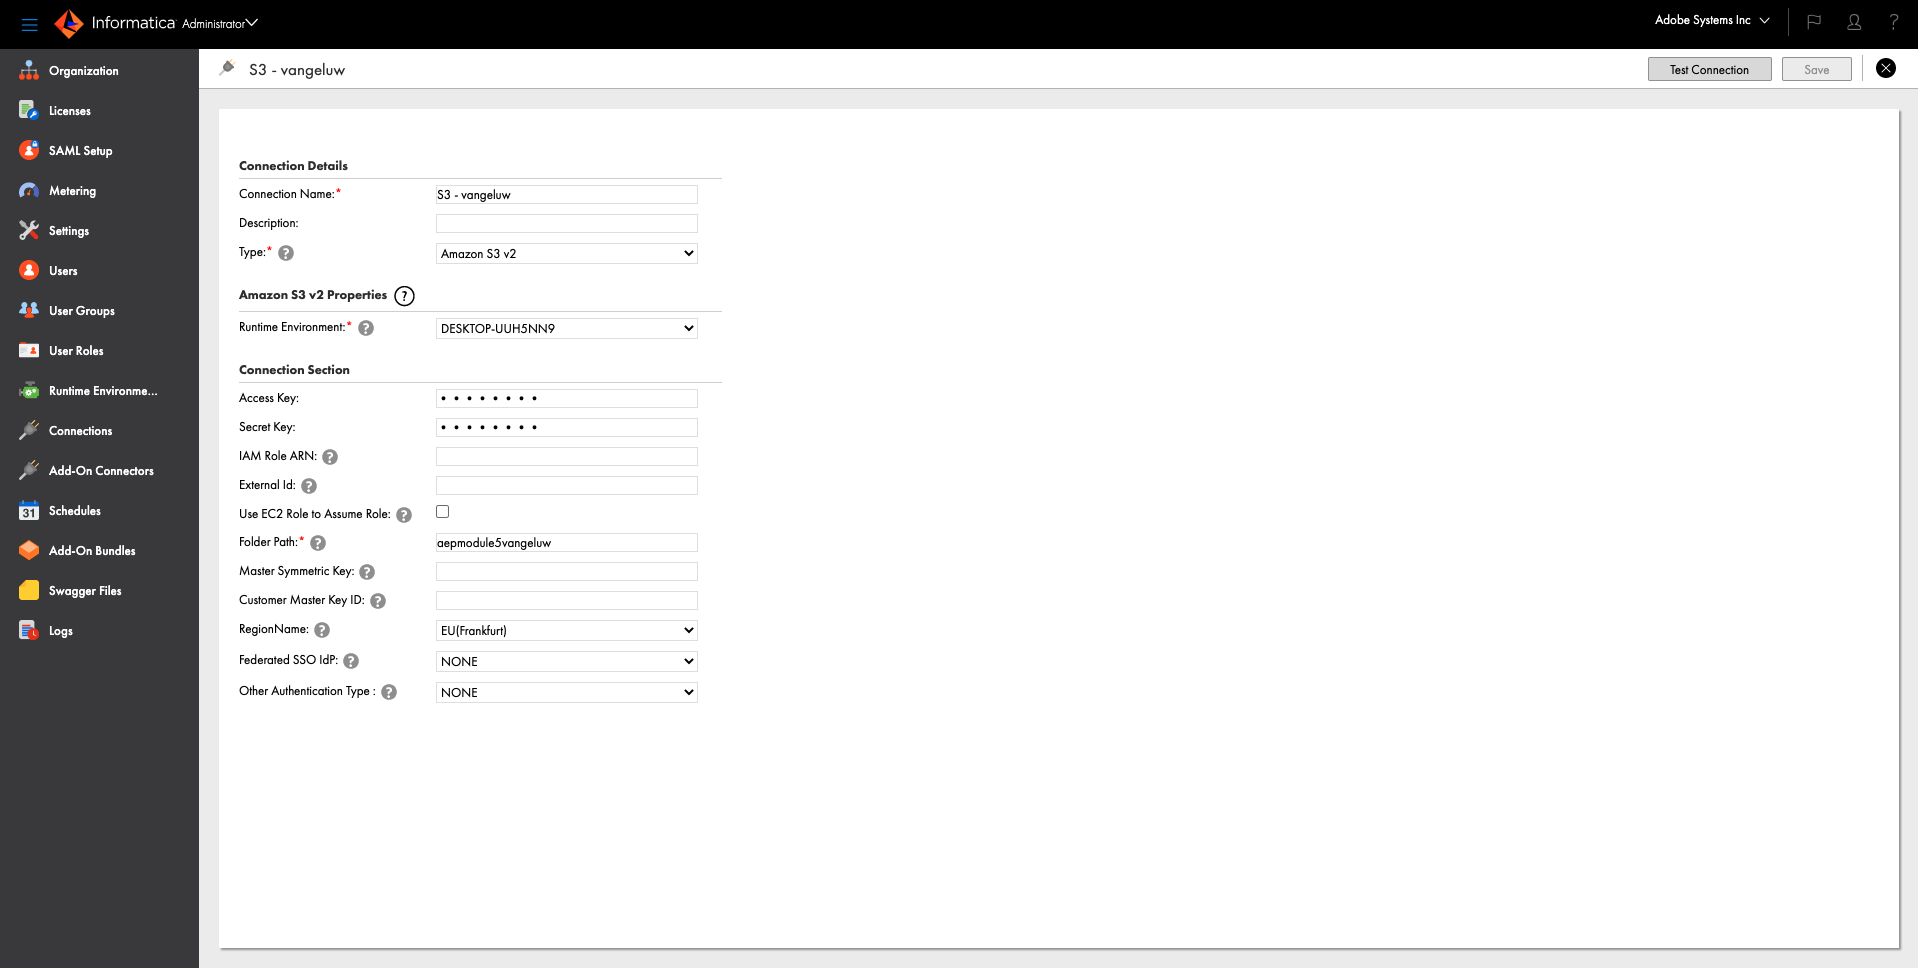 Informatica Administrator
Adobe Systems Inc
?
Organization
Licenses
SAML Setup
Metering
Settings
Users
User Groups
User Roles
Runtime Environme...
Connections
Add-On Connectors
31 Schedules
Add-On Bundles
Swagger Files
Logs
S3 - vangeluw
Test Connection
Save
Connection Details
Connection Name:* S3 - vangeluw
Description:
Type:* ? Amazon S3 v2
Amazon S3 v2 Properties ?
Runtime Environment:* ? DESKTOP-UUH5NN9
Connection Section
Access Key: ••••••••
Secret Key: ••••••••
IAM Role ARN: ?
External Id: ?
Use EC2 Role to Assume Role: ?
Folder Path:* ? aepmodule5vangeluw
Master Symmetric Key: ?
Customer Master Key ID: ?
RegionName: ? EU(Frankfurt)
Federated SSO IdP: ? NONE
Other Authentication Type : ? NONE